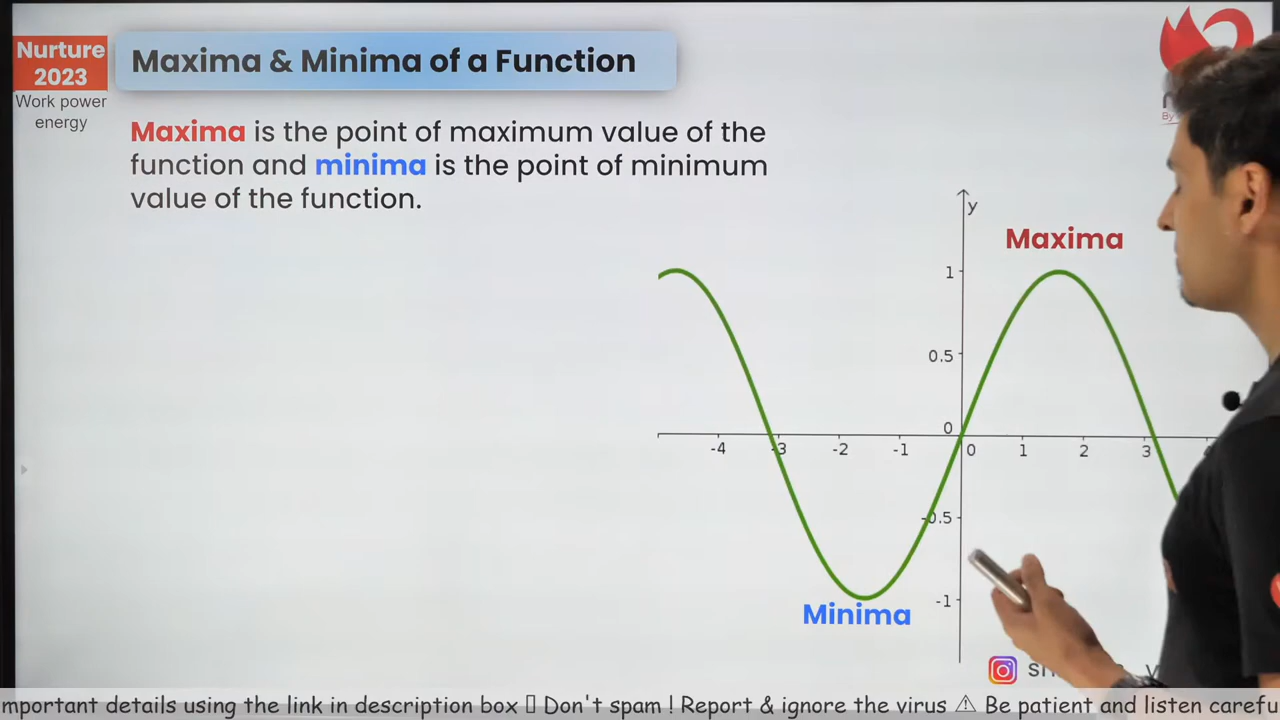 Nurture
2023
Work power
energy
Maxima & Minima of a Function
Maxima is the point of maximum value of the
function and minima is the point of minimum
value of the function.
y
Maxima
1
0.5
0
-4 -3 -2 -1 0 1 2 3
-0.5
-1
Minima
By
mportant details using the link in description box ▯ Don't spam ! Report & ignore the virus ⚠ Be patient and listen carefu